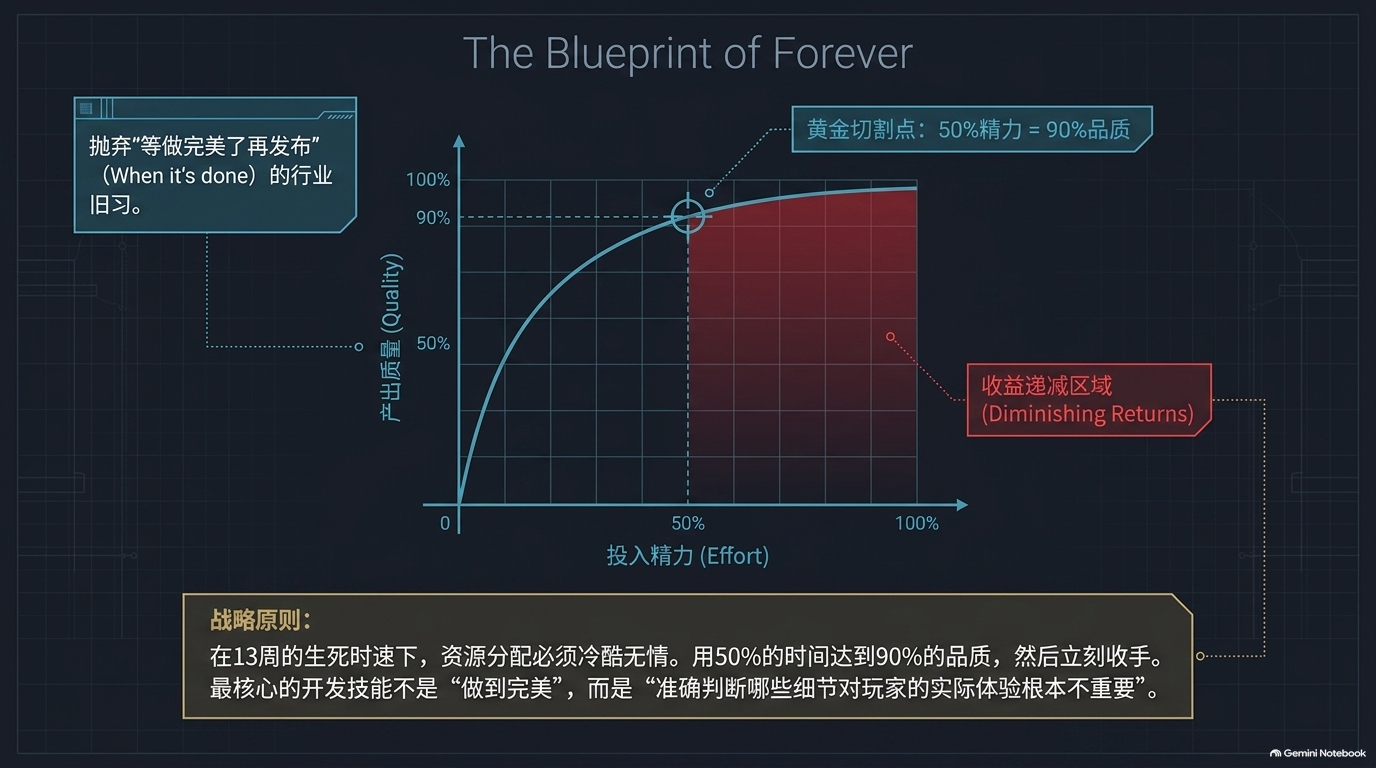 The Blueprint of Forever
抛弃“等做完美了再发布”
（When it's done）的行业
旧习。
黄金切割点：50%精力 = 90%品质
100%
90%
50%
产出质量 (Quality)
0
50%
100%
投入精力 (Effort)
收益递减区域
(Diminishing Returns)
战略原则：
在13周的生死时速下，资源分配必须冷酷无情。用50%的时间达到90%的品质，然后立刻收手。
最核心的开发技能不是“做到完美”，而是“准确判断哪些细节对玩家的实际体验根本不重要”。
Gemini Notebook